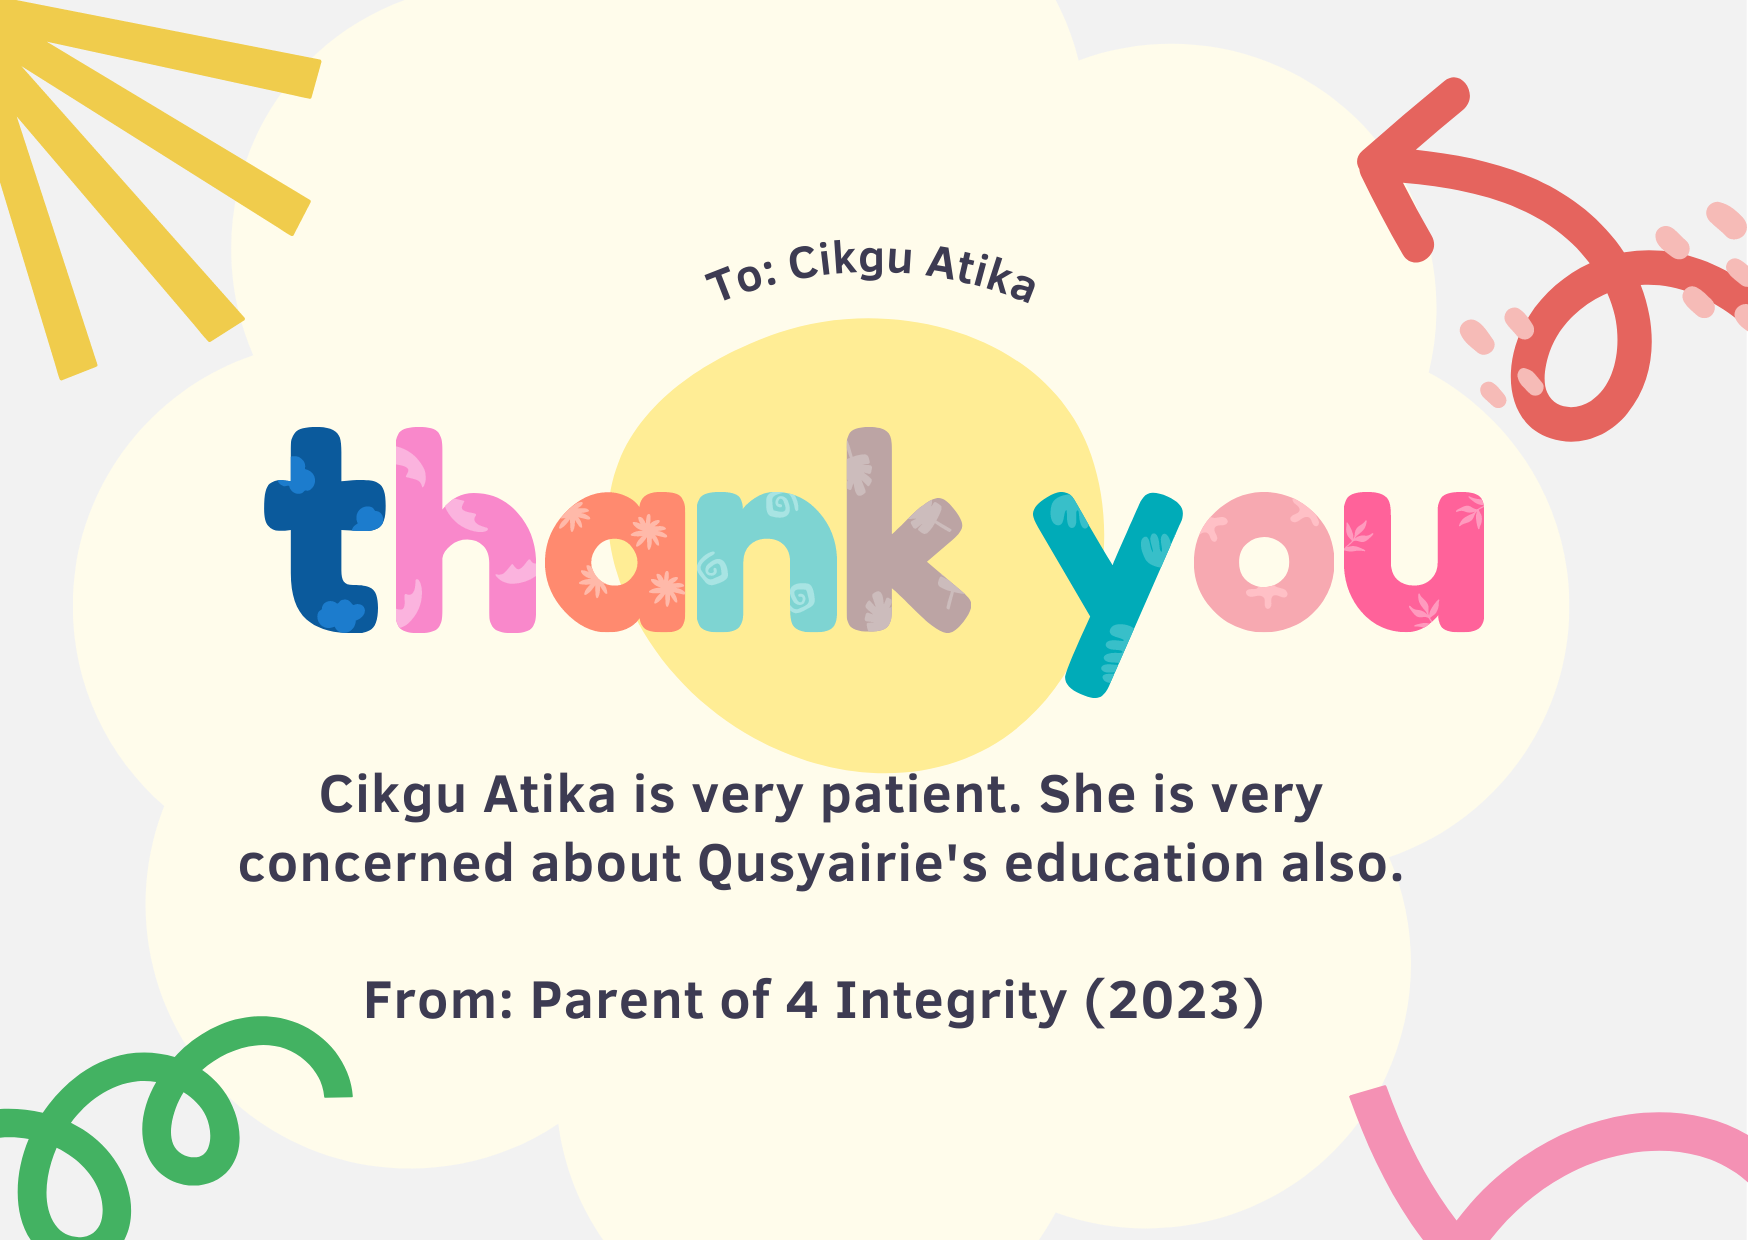 To: Cikgu Atika
thank you
Cikgu Atika is very patient. She is very
concerned about Qusyairie's education also.
From: Parent of 4 Integrity (2023)